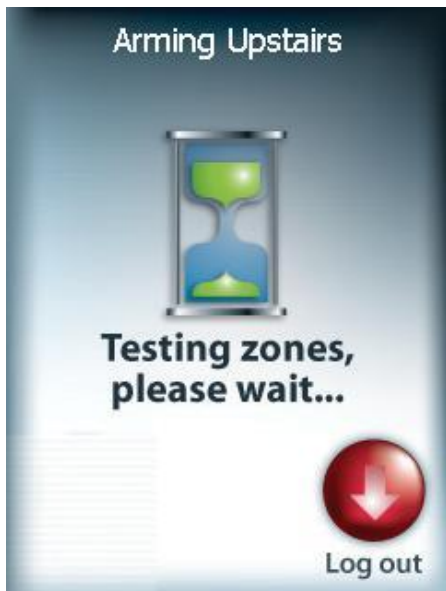 Arming Upstairs
Testing zones,
please wait...
Log out